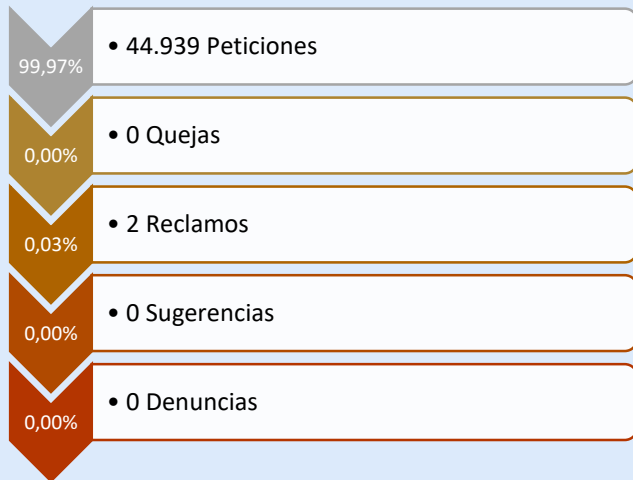 99,97%
• 44.939 Peticiones
0,00%
• 0 Quejas
0,03%
• 2 Reclamos
0,00%
• 0 Sugerencias
0,00%
• 0 Denuncias